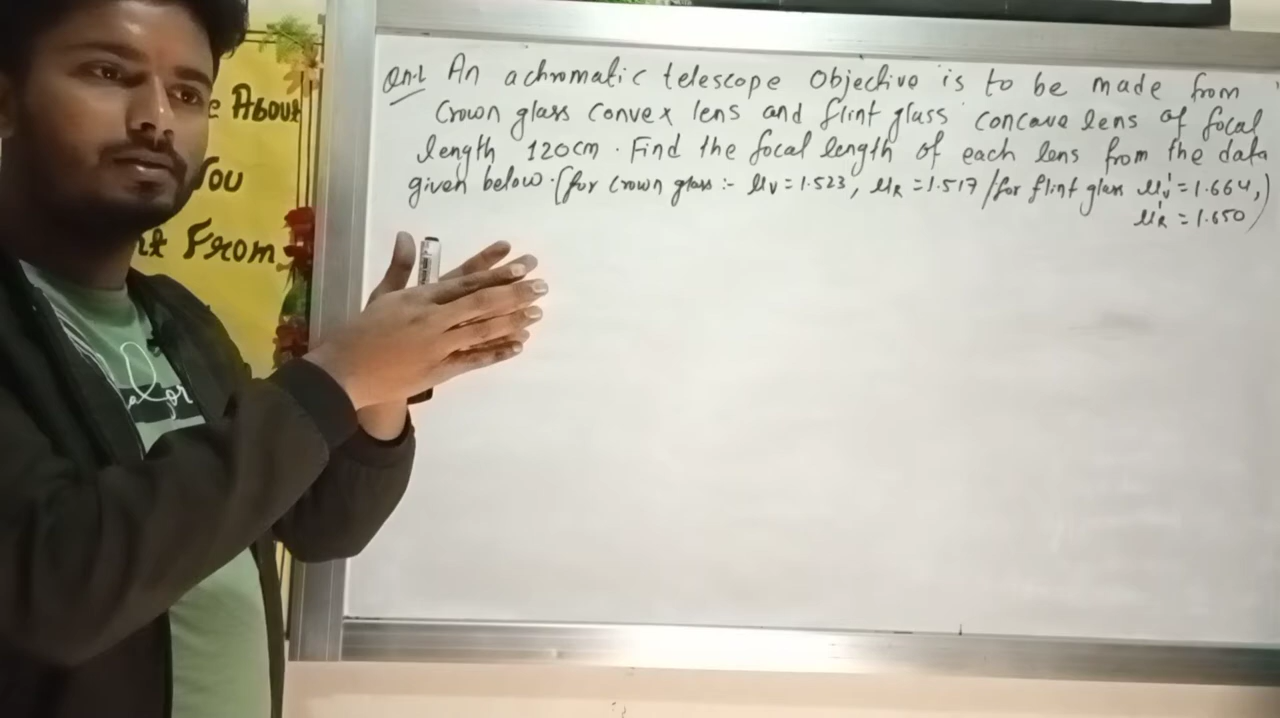 Qn.1 An achromatic telescope objective is to be made from
crown glass convex lens and flint glass concave lens of focal
length 120cm. Find the focal length of each lens from the data
given below. (for crown glass :- μv = 1.523, μR = 1.517 / for flint glass μ'v = 1.664,
μ'R = 1.650)
e About
You
From